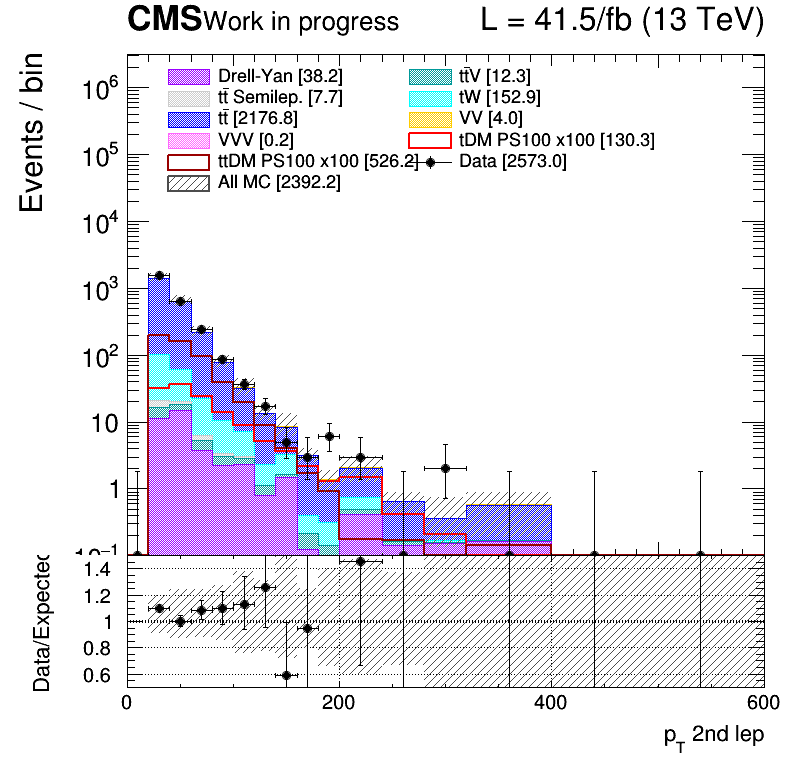 CMS Work in progress L = 41.5/fb (13 TeV)
Events / bin
Drell-Yan [38.2]
tt̄V [12.3]
tt̄ Semilep. [7.7]
tW [152.9]
tt̄ [2176.8]
VV [4.0]
VVV [0.2]
tDM PS100 x100 [130.3]
ttDM PS100 x100 [526.2]
Data [2573.0]
All MC [2392.2]
10⁶
10⁵
10⁴
10³
10²
10
1
10⁻¹
Data/Expected
1.4
1.2
1
0.8
0.6
0 200 400 600
p_T 2nd lep